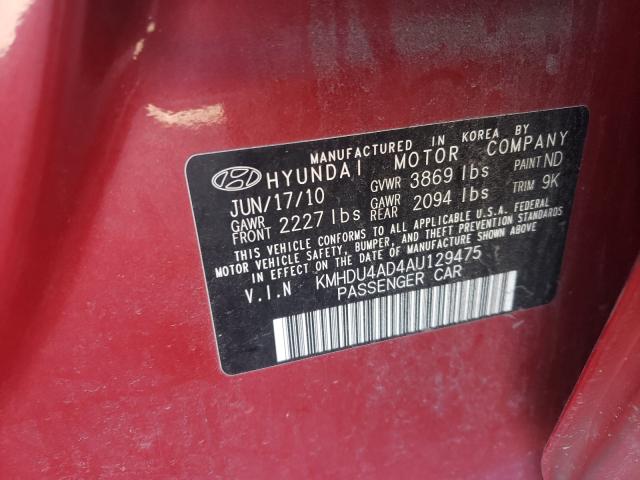 MANUFACTURED IN KOREA BY
HYUNDAI MOTOR COMPANY
JUN/17/10 GVWR 3869 lbs PAINT ND
GAWR FRONT 2227 lbs GAWR REAR 2094 lbs TRIM 9K
THIS VEHICLE CONFORMS TO ALL APPLICABLE U.S.A. FEDERAL
MOTOR VEHICLE SAFETY, BUMPER, AND THEFT PREVENTION STANDARDS
IN EFFECT ON THE DATE OF MANUFACTURE SHOWN ABOVE.
V.I.N KMHDU4AD4AU129475
PASSENGER CAR